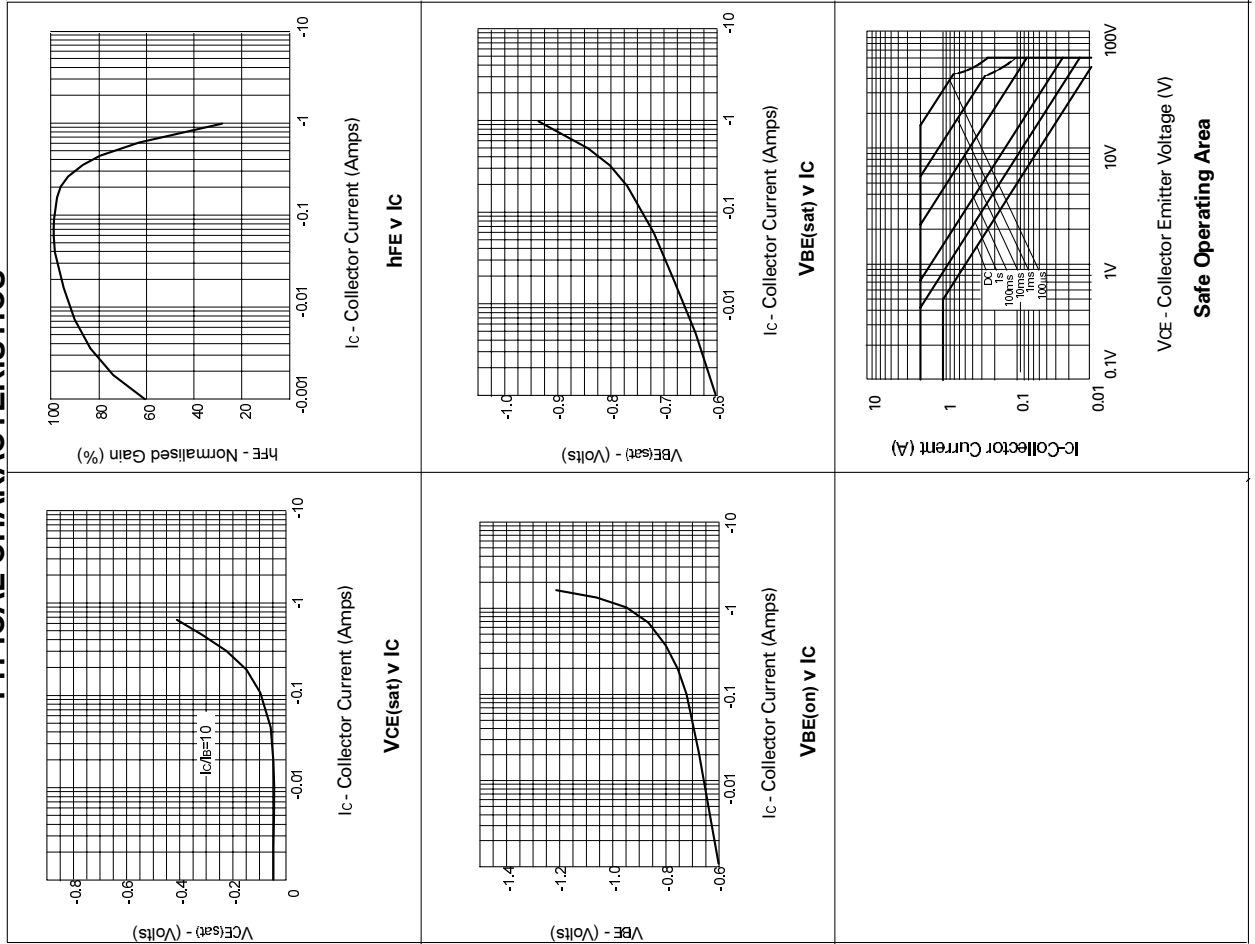 TYPICAL CHARACTERISTICS
VCE(sat) - (Volts)
-0.8
-0.6
-0.4
-0.2
0
IC/IB=10
-0.01
-0.1
-1
-10
IC - Collector Current (Amps)
VCE(sat) v IC
hFE - Normalised Gain (%)
100
80
60
40
20
-0.001
-0.01
-0.1
-1
-10
IC - Collector Current (Amps)
hFE v IC
VBE - (Volts)
-1.4
-1.2
-1.0
-0.8
-0.6
-0.01
-0.1
-1
-10
IC - Collector Current (Amps)
VBE(on) v IC
VBE(sat) - (Volts)
-1.0
-0.9
-0.8
-0.7
-0.6
-0.01
-0.1
-1
-10
IC - Collector Current (Amps)
VBE(sat) v IC
IC-Collector Current (A)
10
1
0.1
0.01
DC
1s
100ms
10ms
1ms
100µs
0.1V
1V
10V
100V
VCE - Collector Emitter Voltage (V)
Safe Operating Area